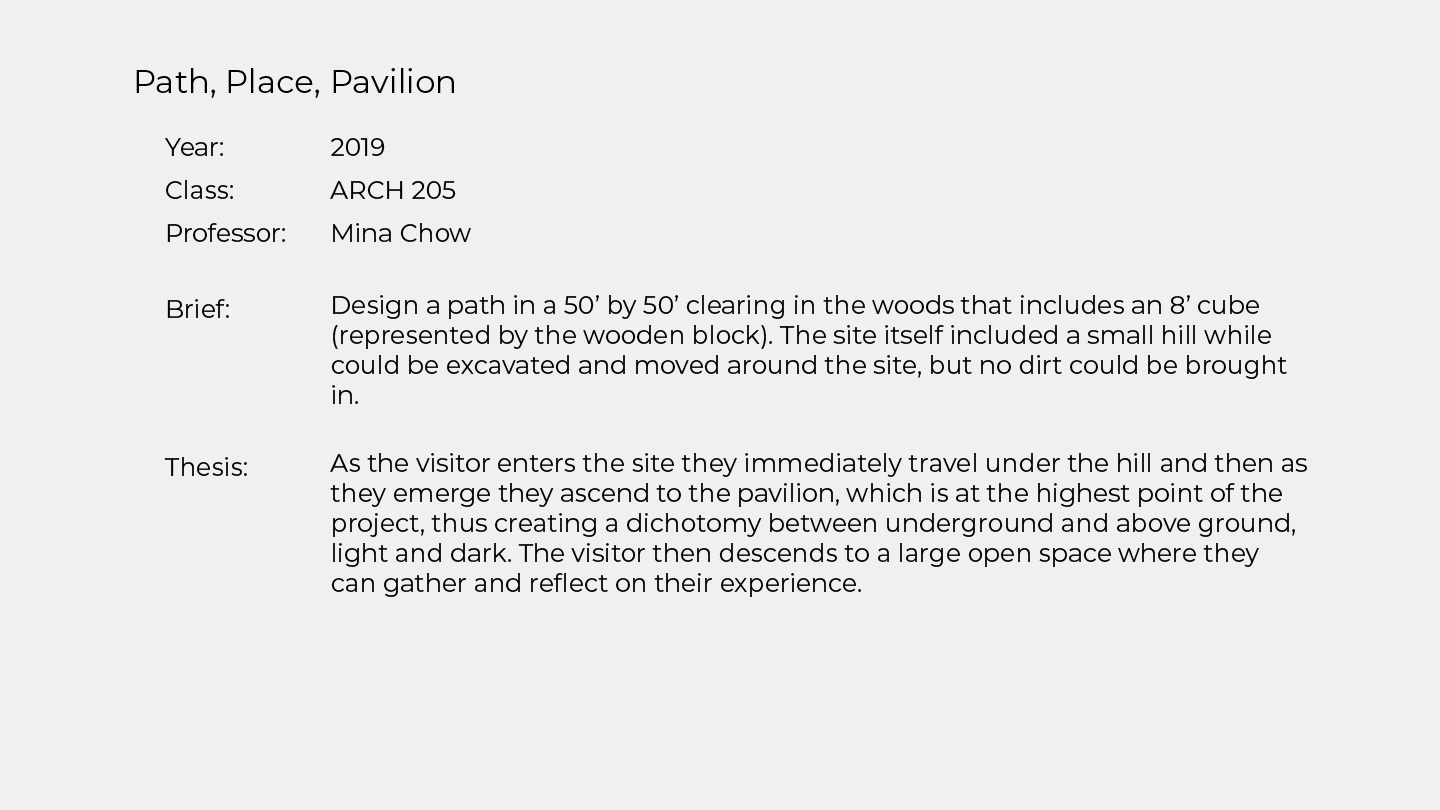 Path, Place, Pavilion
Year: 2019
Class: ARCH 205
Professor: Mina Chow
Brief: Design a path in a 50’ by 50’ clearing in the woods that includes an 8’ cube
(represented by the wooden block). The site itself included a small hill while
could be excavated and moved around the site, but no dirt could be brought
in.
Thesis: As the visitor enters the site they immediately travel under the hill and then as
they emerge they ascend to the pavilion, which is at the highest point of the
project, thus creating a dichotomy between underground and above ground,
light and dark. The visitor then descends to a large open space where they
can gather and reflect on their experience.